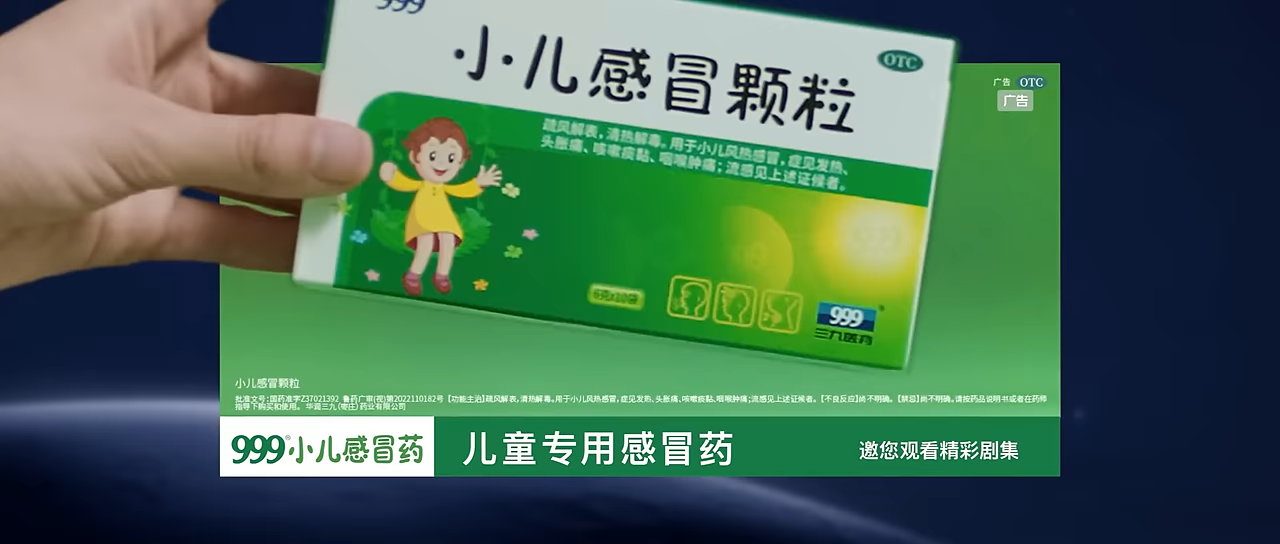 999
小儿感冒颗粒
OTC
疏风解表，清热解毒。用于小儿风热感冒，症见发热、
头胀痛、咳嗽痰黏、咽喉肿痛；流感见上述证候者。
6克x10袋
999
三九医药
广告 OTC
广告
小儿感冒颗粒
批准文号：国药准字Z37021392 鲁药广审(视)第2022110182号【功能主治】疏风解表，清热解毒。用于小儿风热感冒，症见发热、头胀痛、咳嗽痰黏、咽喉肿痛；流感见上述证候者。【不良反应】尚不明确。【禁忌】尚不明确。请按药品说明书或者在药师
指导下购买和使用。 华润三九（枣庄）药业有限公司
999®小儿感冒药
儿童专用感冒药
邀您观看精彩剧集